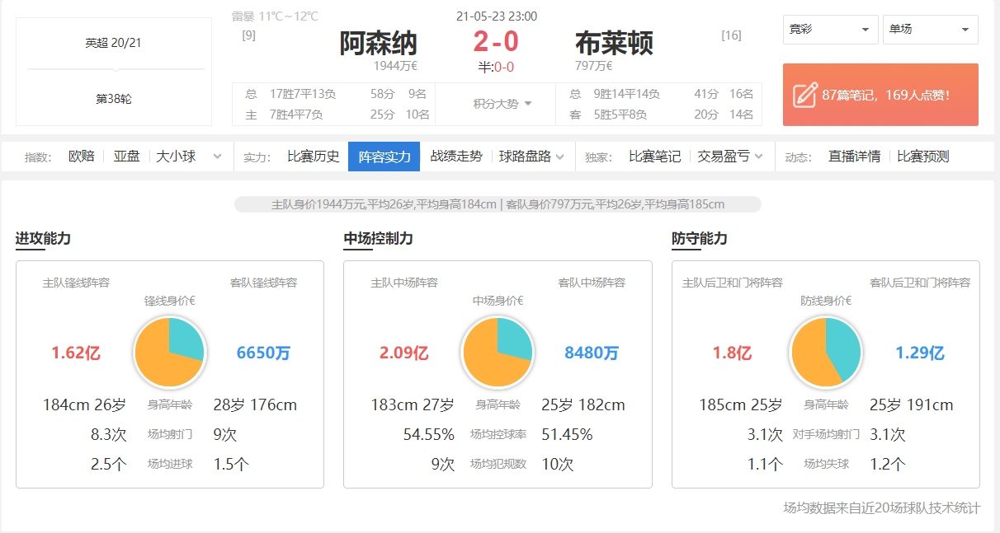 英超 20/21
第38轮
雷暴 11℃～12℃
21-05-23 23:00
[9] 阿森纳 2-0 布莱顿 [16]
1944万€ 半:0-0 797万€
总 17胜7平13负 58分 9名
主 7胜4平7负 25分 10名
积分大势
总 9胜14平14负 41分 16名
客 5胜5平8负 20分 14名
竞彩 单场
87篇笔记，169人点赞！
指数: 欧赔 亚盘 大小球 实力: 比赛历史 阵容实力 战绩走势 球路盘路 独家: 比赛笔记 交易盈亏 动态: 直播详情 比赛预测
主队身价1944万元,平均26岁,平均身高184cm | 客队身价797万元,平均26岁,平均身高185cm
进攻能力
主队锋线阵容 客队锋线阵容
锋线身价€
1.62亿 6650万
184cm 26岁 身高年龄 28岁 176cm
8.3次 场均射门 9次
2.5个 场均进球 1.5个
中场控制力
主队中场阵容 客队中场阵容
中场身价€
2.09亿 8480万
183cm 27岁 身高年龄 25岁 182cm
54.55% 场均控球率 51.45%
9次 场均犯规数 10次
防守能力
主队后卫和门将阵容 客队后卫和门将阵容
防线身价€
1.8亿 1.29亿
185cm 25岁 身高年龄 25岁 191cm
3.1次 对手场均射门 3.1次
1.1个 场均失球 1.2个
场均数据来自近20场球队技术统计